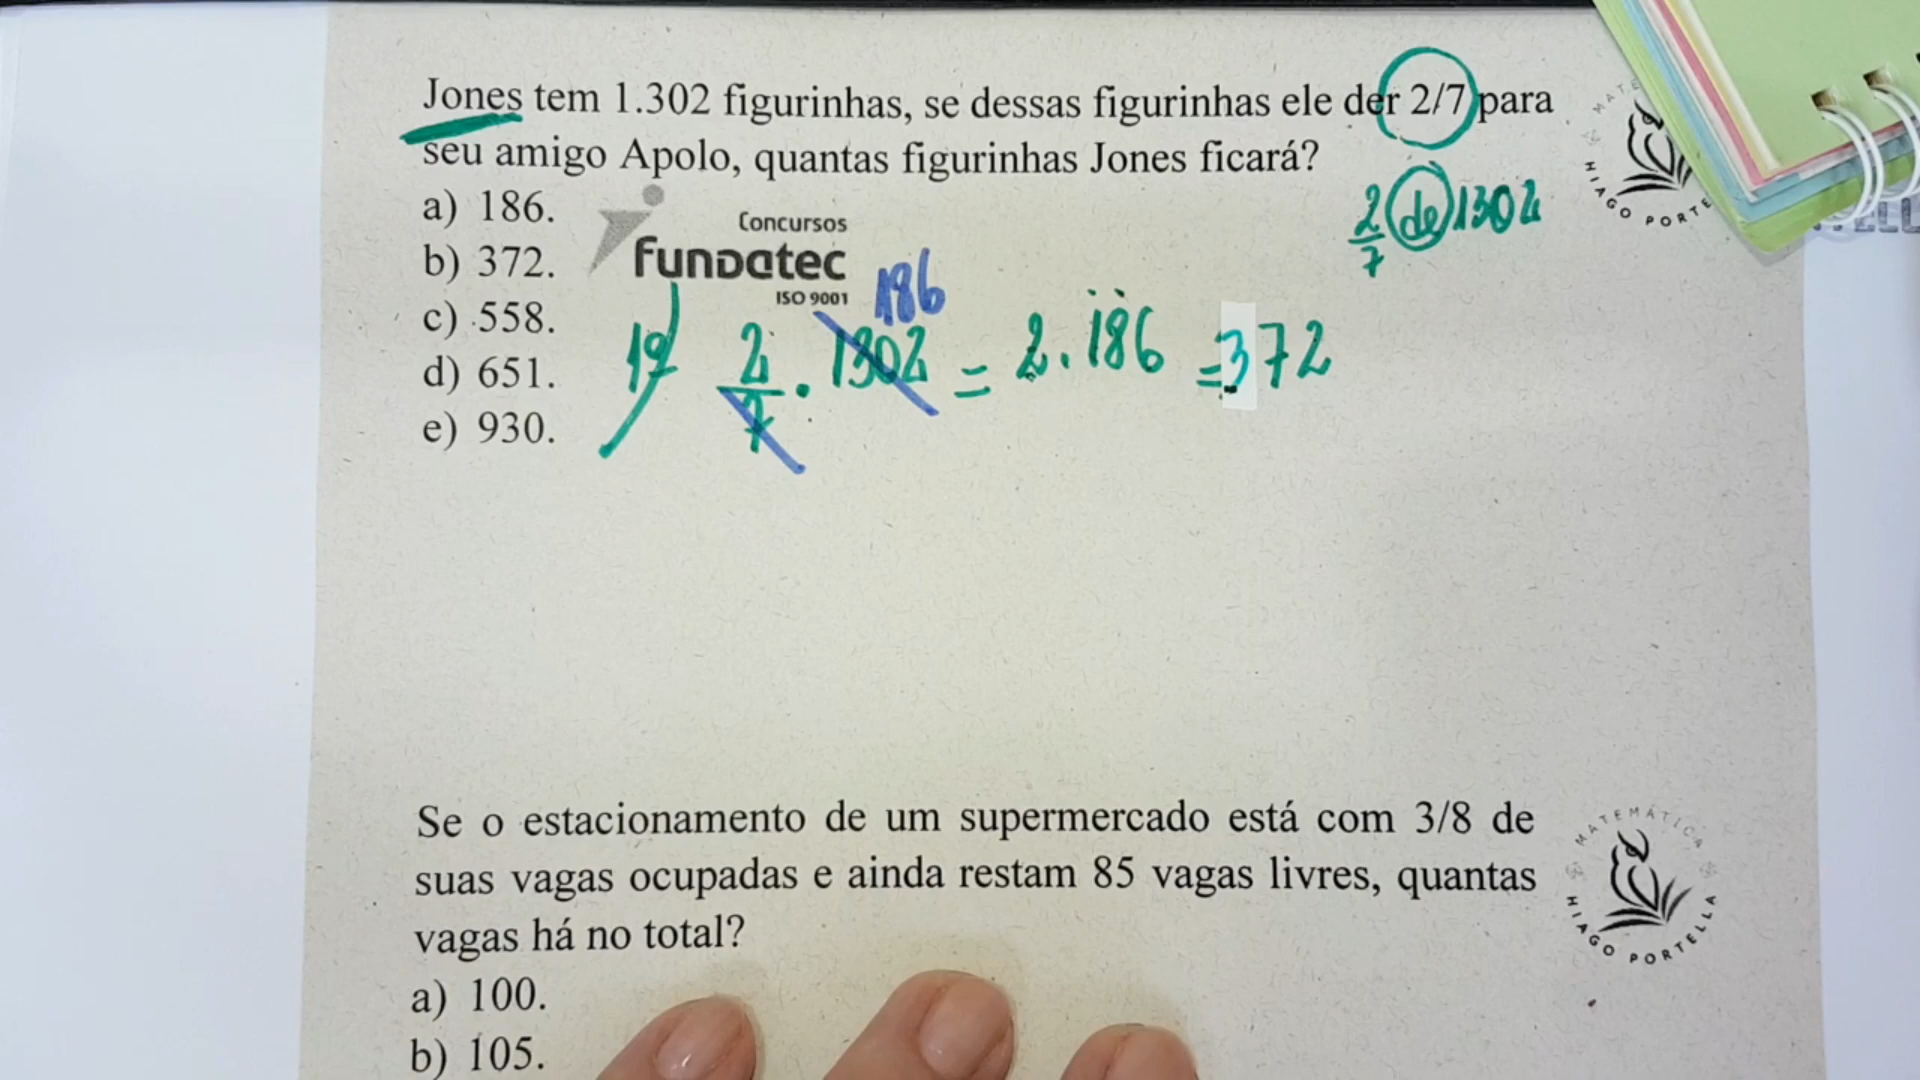 Jones tem 1.302 figurinhas, se dessas figurinhas ele der 2/7 para
seu amigo Apolo, quantas figurinhas Jones ficará?
2/7 de 1302
a) 186.
b) 372.
c) 558.
d) 651.
e) 930.
Concursos
Fundatec
ISO 9001
186
1º 2/7 . 1302 = 2.186 = 372
Se o estacionamento de um supermercado está com 3/8 de
suas vagas ocupadas e ainda restam 85 vagas livres, quantas
vagas há no total?
a) 100.
b) 105.
MATEMÁTICA
HIAGO PORTELLA